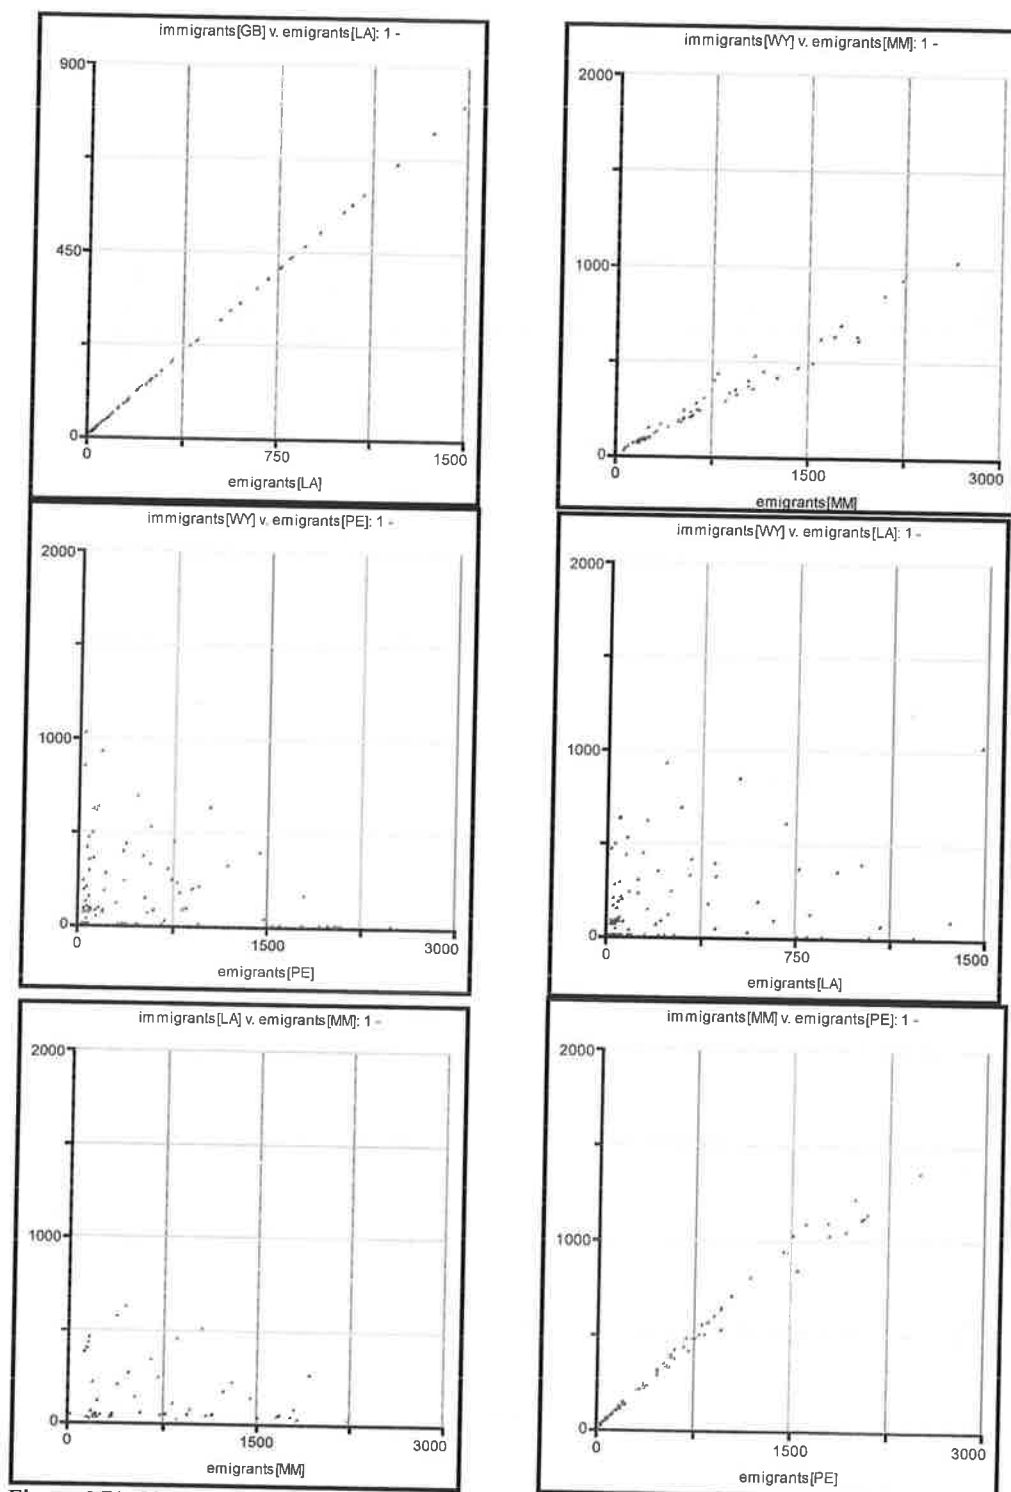 immigrants[GB] v. emigrants[LA]: 1 -
900
450
0
0 750 1500
emigrants[LA]
immigrants[WY] v. emigrants[MM]: 1 -
2000
1000
0
0 1500 3000
emigrants[MM]
immigrants[WY] v. emigrants[PE]: 1 -
2000
1000
0
0 1500 3000
emigrants[PE]
immigrants[WY] v. emigrants[LA]: 1 -
2000
1000
0
0 750 1500
emigrants[LA]
immigrants[LA] v. emigrants[MM]: 1 -
2000
1000
0
0 1500 3000
emigrants[MM]
immigrants[MM] v. emigrants[PE]: 1 -
2000
1000
0
0 1500 3000
emigrants[PE]